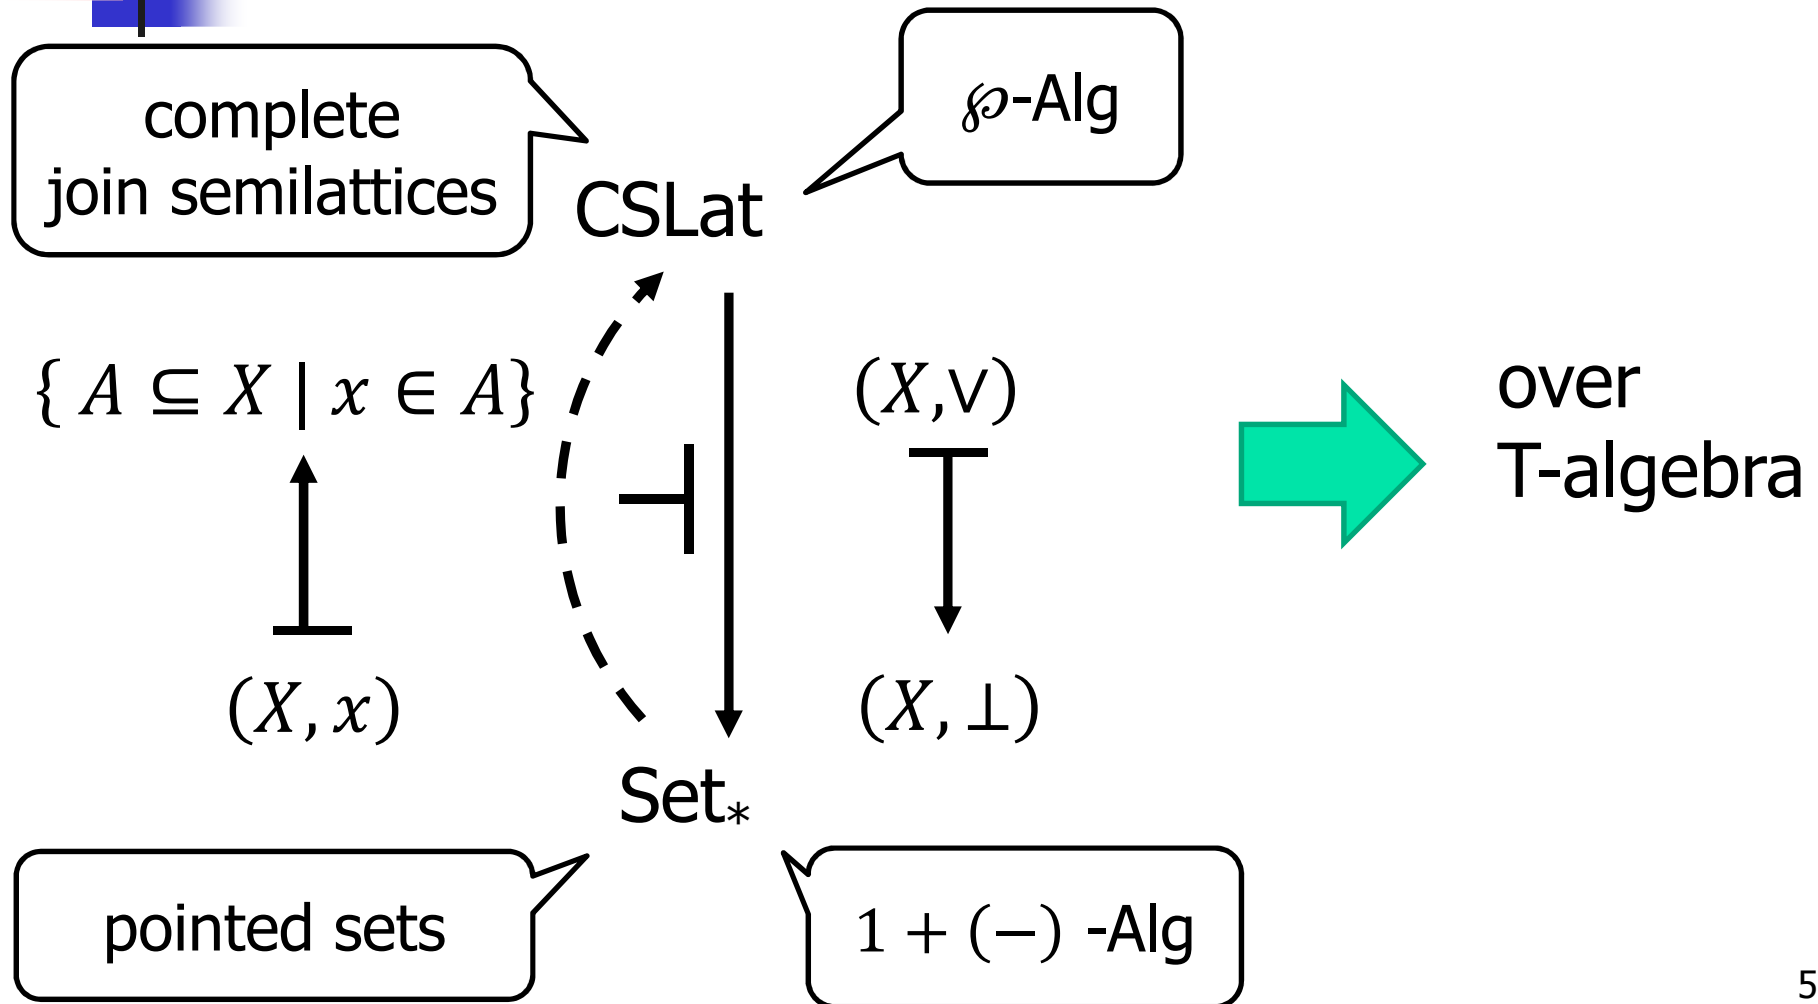 complete
join semilattices
℘-Alg
CSLat
{ A ⊆ X | x ∈ A}
(X,∨)
over
T-algebra
(X, x)
(X, ⊥)
Set*
pointed sets
1 + (−) -Alg
5